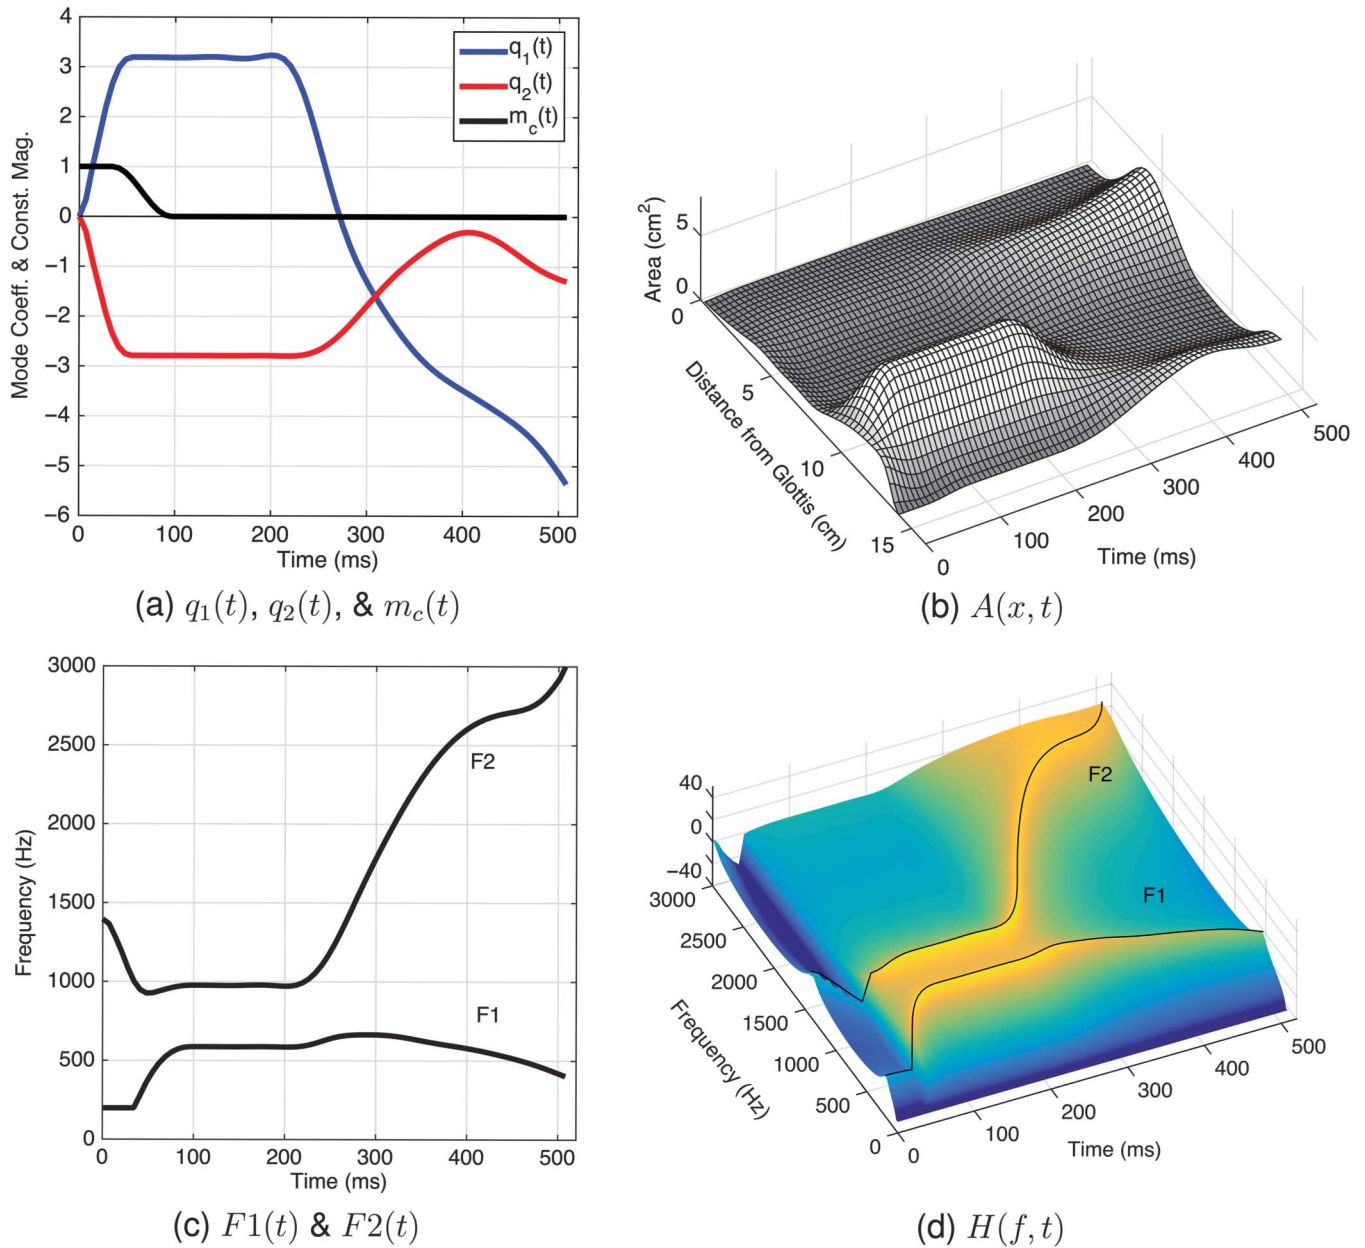 4
3
2
1
0
−1
−2
−3
−4
−5
−6
Mode Coeff. & Const. Mag.
q1(t)
q2(t)
mc(t)
0 100 200 300 400 500
Time (ms)
(a) q1(t), q2(t), & mc(t)
Area (cm2)
5
0
0
5
10
15
Distance from Glottis (cm)
0
100
200
300
400
500
Time (ms)
(b) A(x, t)
3000
2500
2000
1500
1000
500
0
Frequency (Hz)
F2
F1
0 100 200 300 400 500
Time (ms)
(c) F1(t) & F2(t)
40
0
−40
3000
2500
2000
1500
1000
500
0
Frequency (Hz)
F2
F1
0
100
200
300
400
500
Time (ms)
(d) H(f, t)